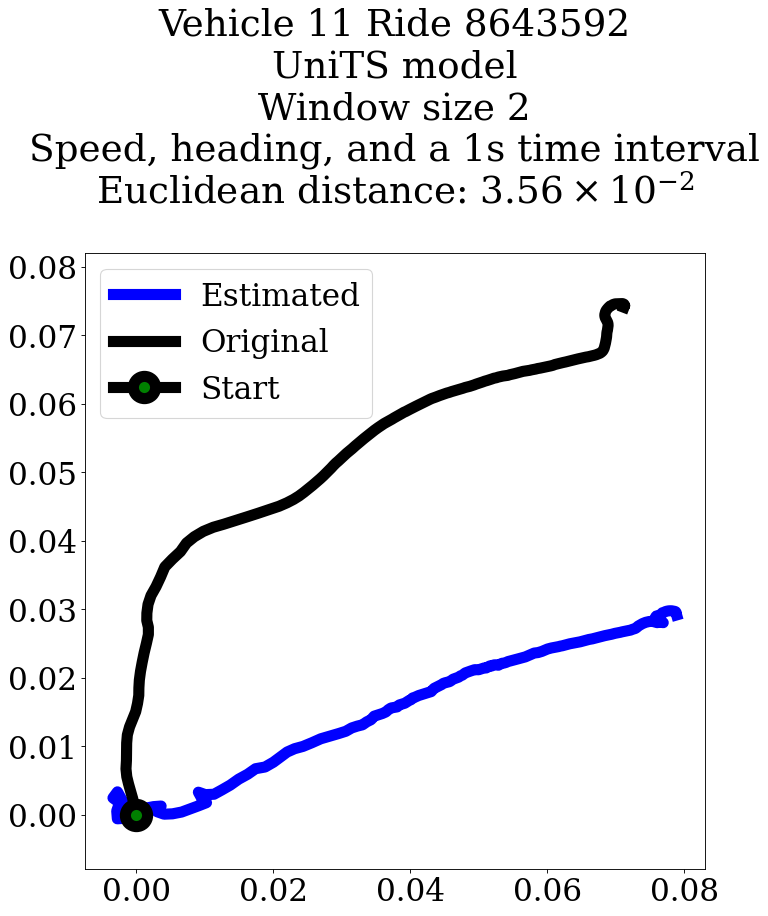 Vehicle 11 Ride 8643592
UniTS model
Window size 2
Speed, heading, and a 1s time interval
Euclidean distance: 3.56 × 10⁻²
0.08
0.07
0.06
0.05
0.04
0.03
0.02
0.01
0.00
Estimated
Original
Start
0.00 0.02 0.04 0.06 0.08